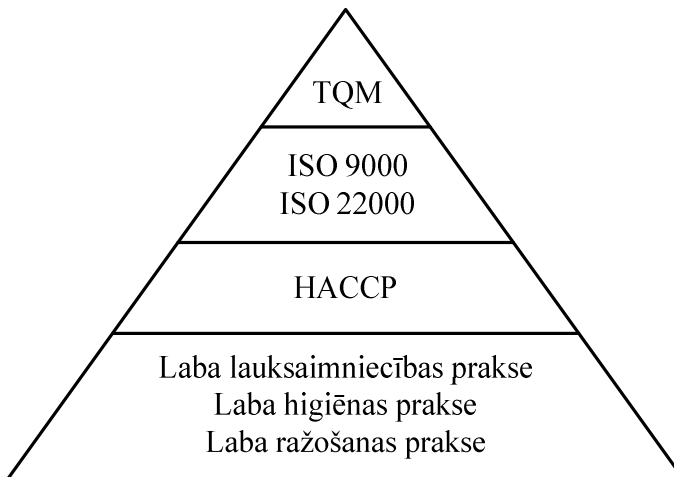 TQM
ISO 9000
ISO 22000
HACCP
Laba lauksaimniecības prakse
Laba higiēnas prakse
Laba ražošanas prakse